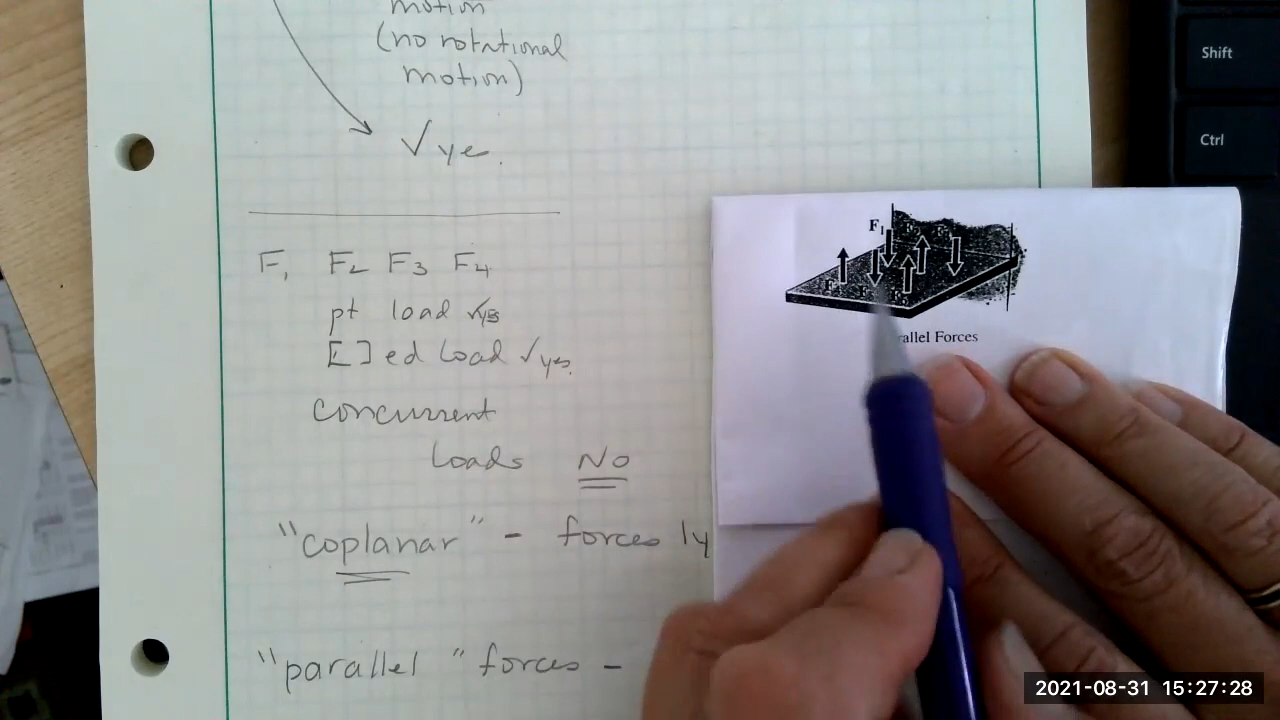 motion
(no rotational
motion)
√ yes.
F₁ F₂ F₃ F₄
pt load √yes
[ ] ed load √ yes.
concurrent
loads No
"coplanar" - forces ly
"parallel" forces -
F₁
rallel Forces
Shift
Ctrl
2021-08-31 15:27:28